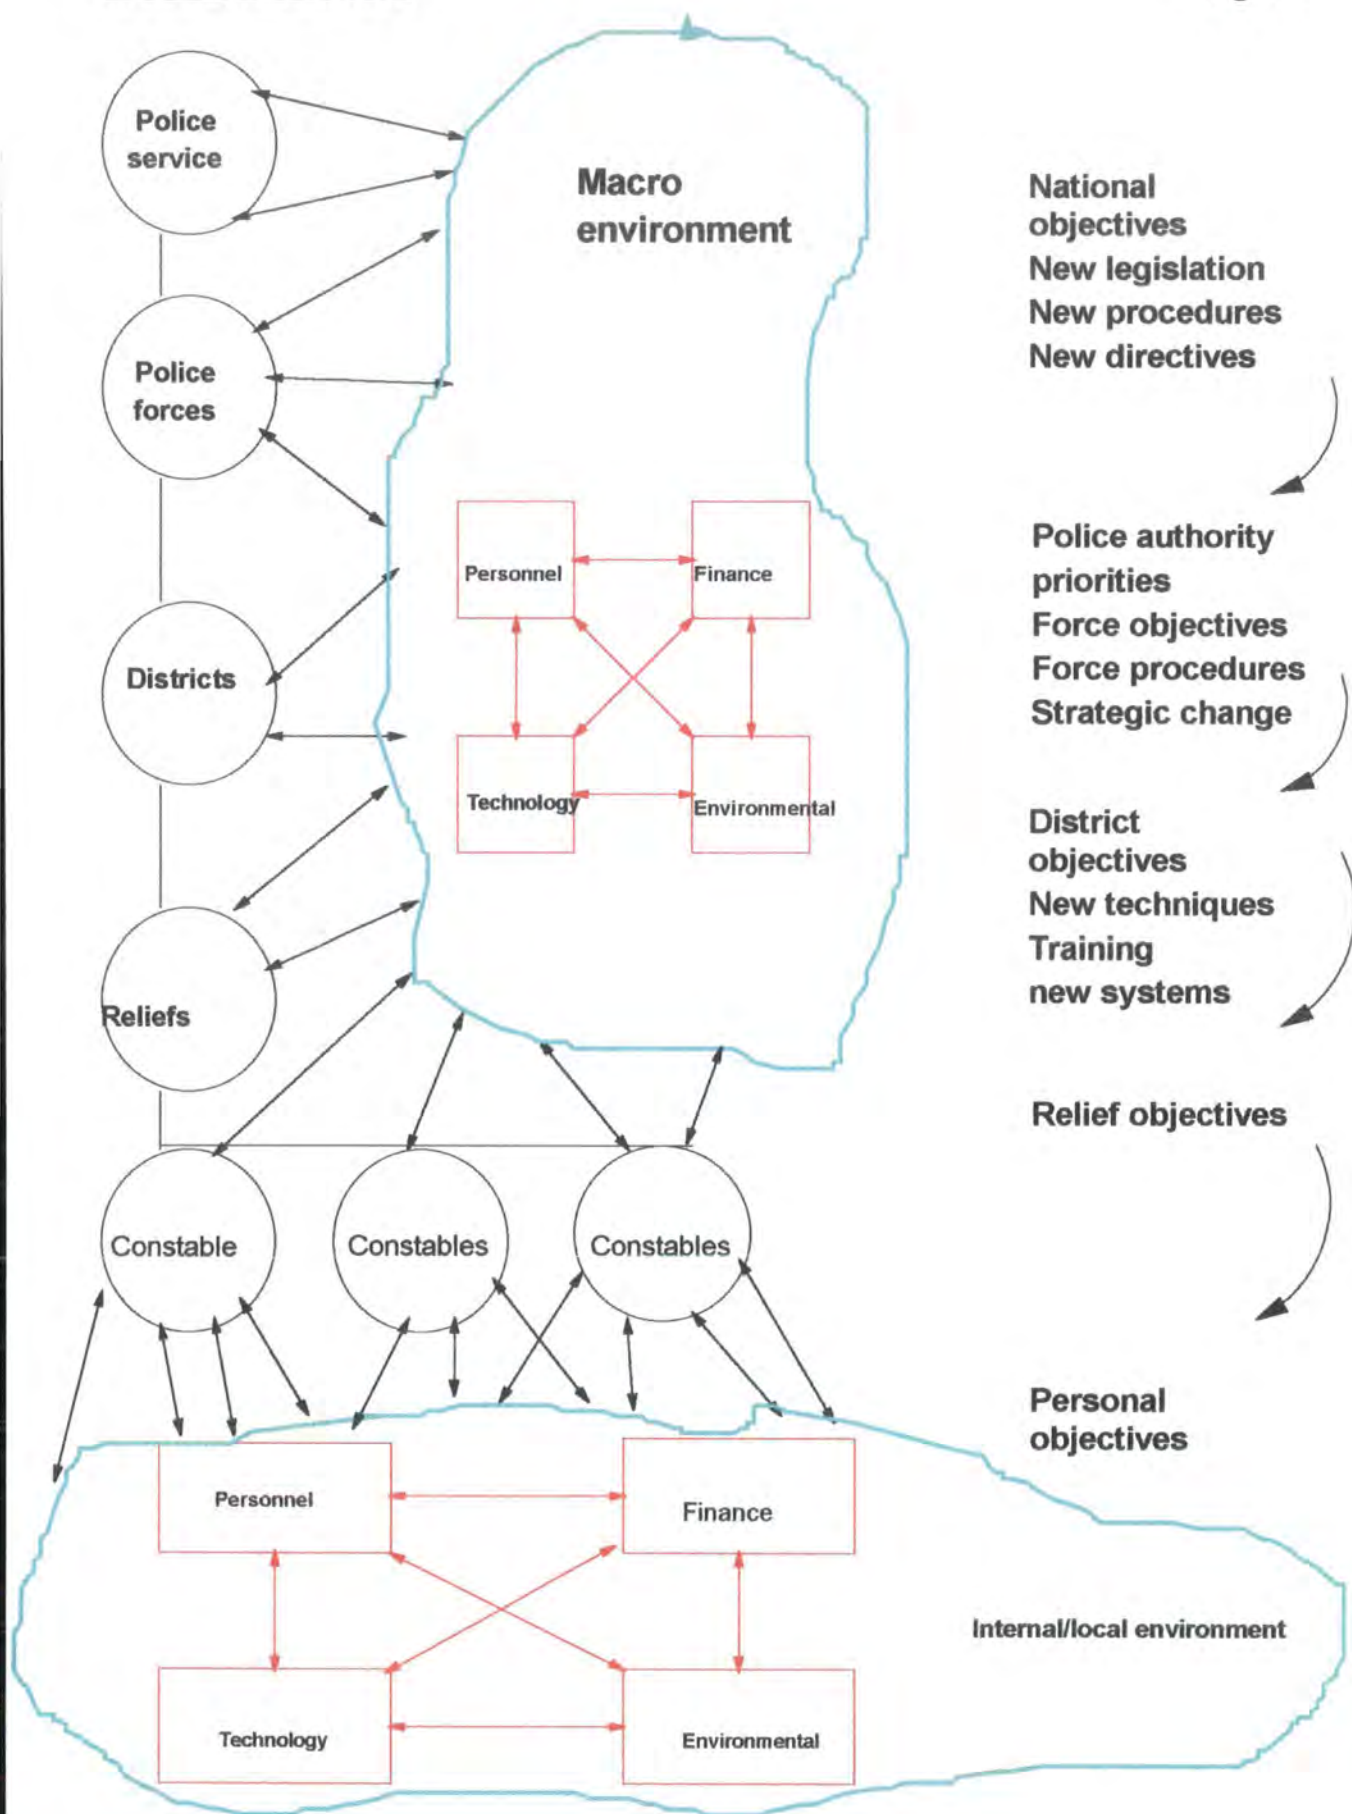 Police
service
Macro
environment
National
objectives
New legislation
New procedures
New directives
Police
forces
Personnel
Finance
Police authority
priorities
Force objectives
Force procedures
Strategic change
Districts
Technology
Environmental
District
objectives
New techniques
Training
new systems
Reliefs
Relief objectives
Constable
Constables
Constables
Personal
objectives
Personnel
Finance
Internal/local environment
Technology
Environmental